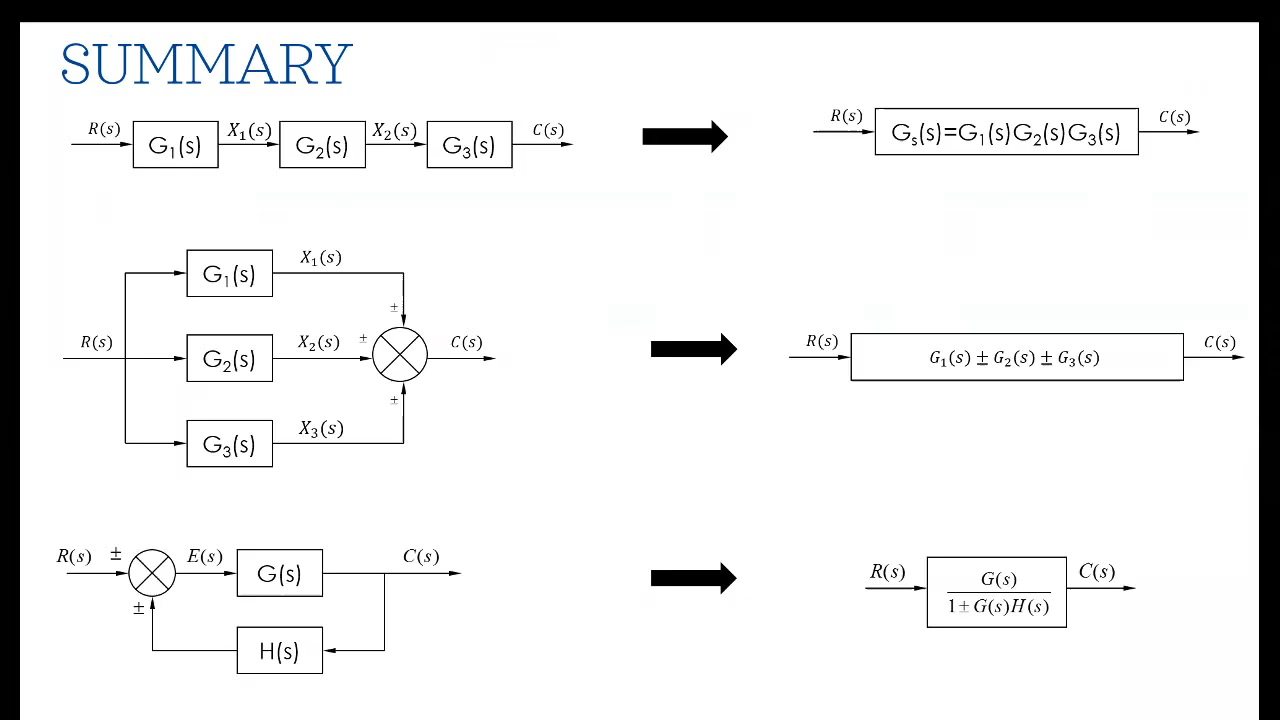 SUMMARY
R(s) G₁(s) X₁(s) G₂(s) X₂(s) G₃(s) C(s)
R(s) Gₛ(s)=G₁(s)G₂(s)G₃(s) C(s)
G₁(s) X₁(s)
±
R(s) G₂(s) X₂(s) ± C(s)
±
G₃(s) X₃(s)
R(s) G₁(s) ± G₂(s) ± G₃(s) C(s)
R(s) ± E(s) G(s) C(s)
±
H(s)
R(s) G(s) C(s)
1 ± G(s)H(s)